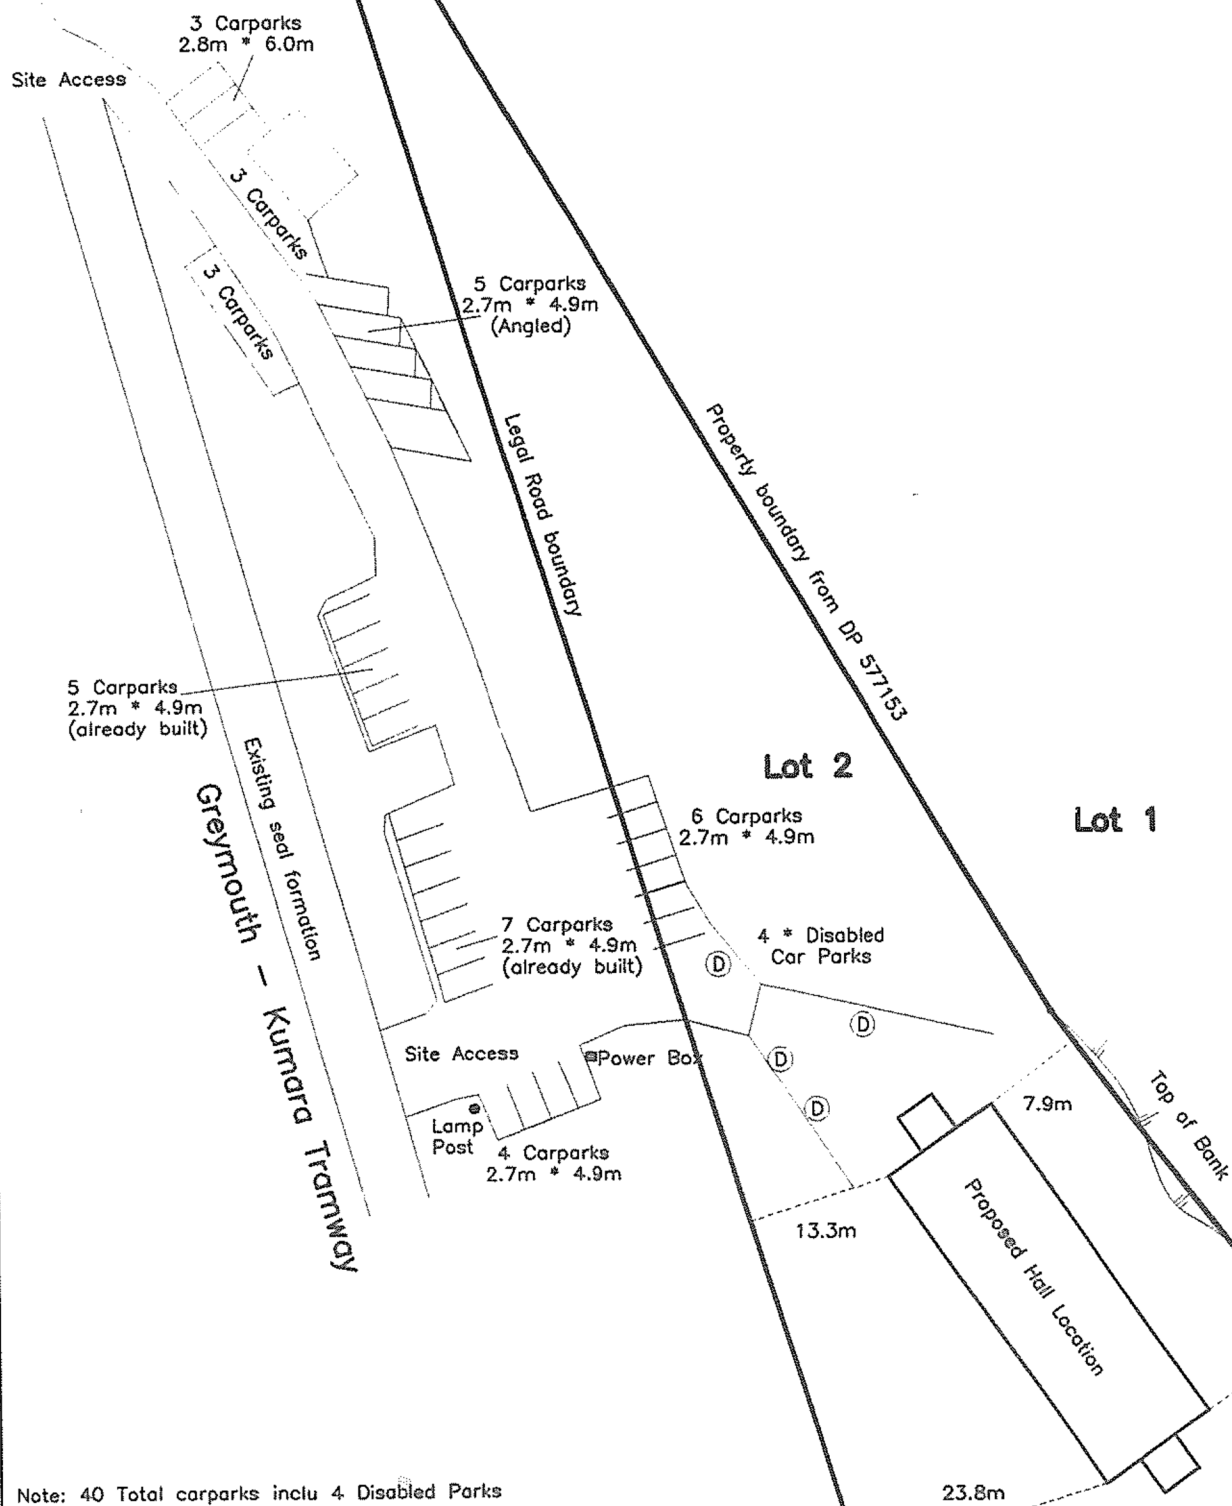 3 Carparks
2.8m * 6.0m
Site Access
3 Carparks
3 Carparks
5 Carparks
2.7m * 4.9m
(Angled)
Legal Road boundary
Property boundary from DP 577153
5 Carparks
2.7m * 4.9m
(already built)
Existing seal formation
Greymouth - Kumara Tramway
Lot 2
Lot 1
6 Carparks
2.7m * 4.9m
7 Carparks
2.7m * 4.9m
(already built)
4 * Disabled
Car Parks
D
D
D
D
Site Access
Power Box
Lamp
Post
4 Carparks
2.7m * 4.9m
7.9m
Top of Bank
13.3m
Proposed Hall Location
23.8m
Note: 40 Total carparks inclu 4 Disabled Parks